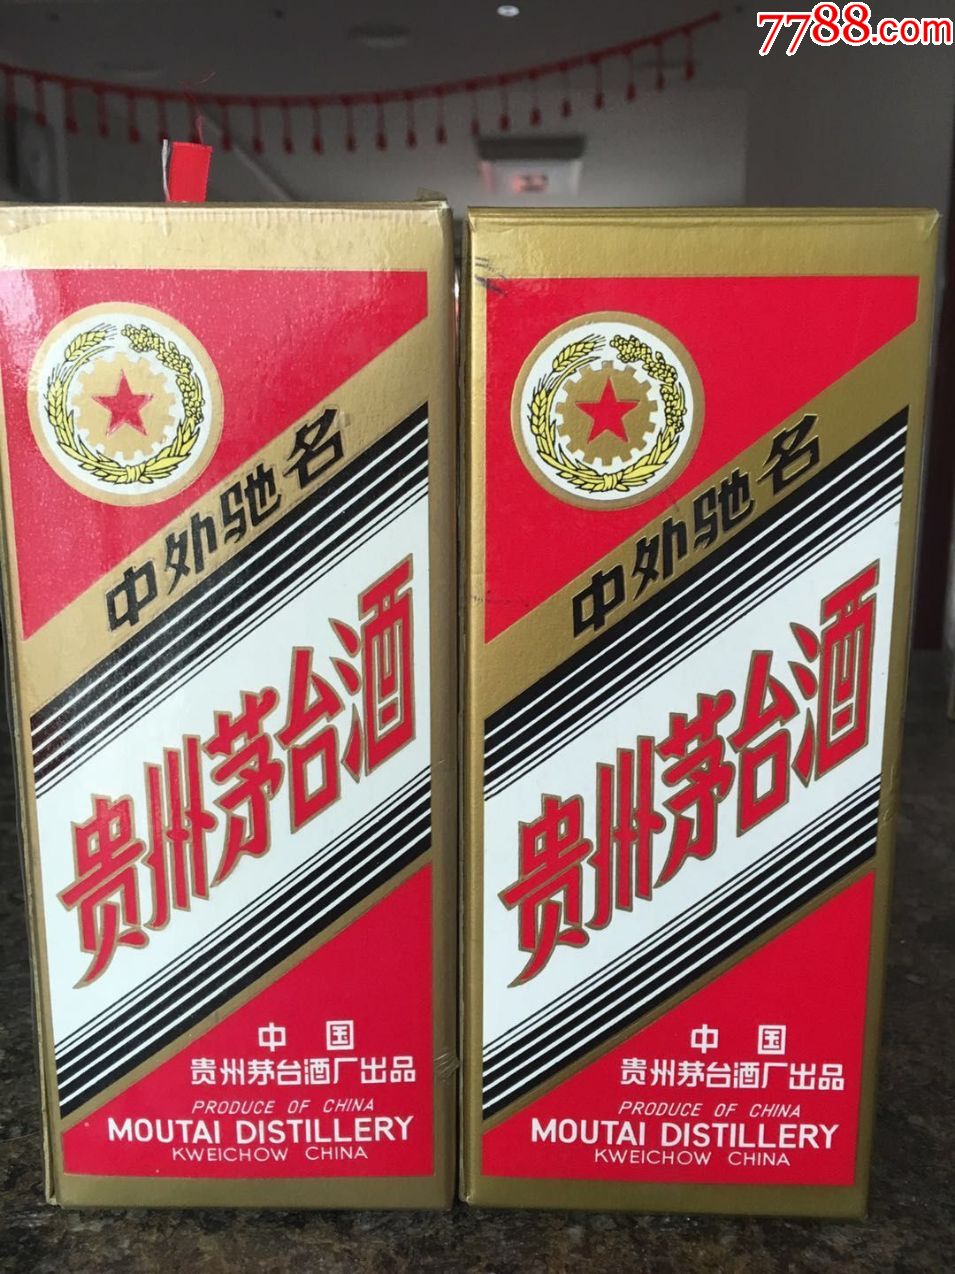 7788.com
中外驰名
贵州茅台酒
中国
贵州茅台酒厂出品
PRODUCE OF CHINA
MOUTAI DISTILLERY
KWEICHOW CHINA
中外驰名
贵州茅台酒
中国
贵州茅台酒厂出品
PRODUCE OF CHINA
MOUTAI DISTILLERY
KWEICHOW CHINA